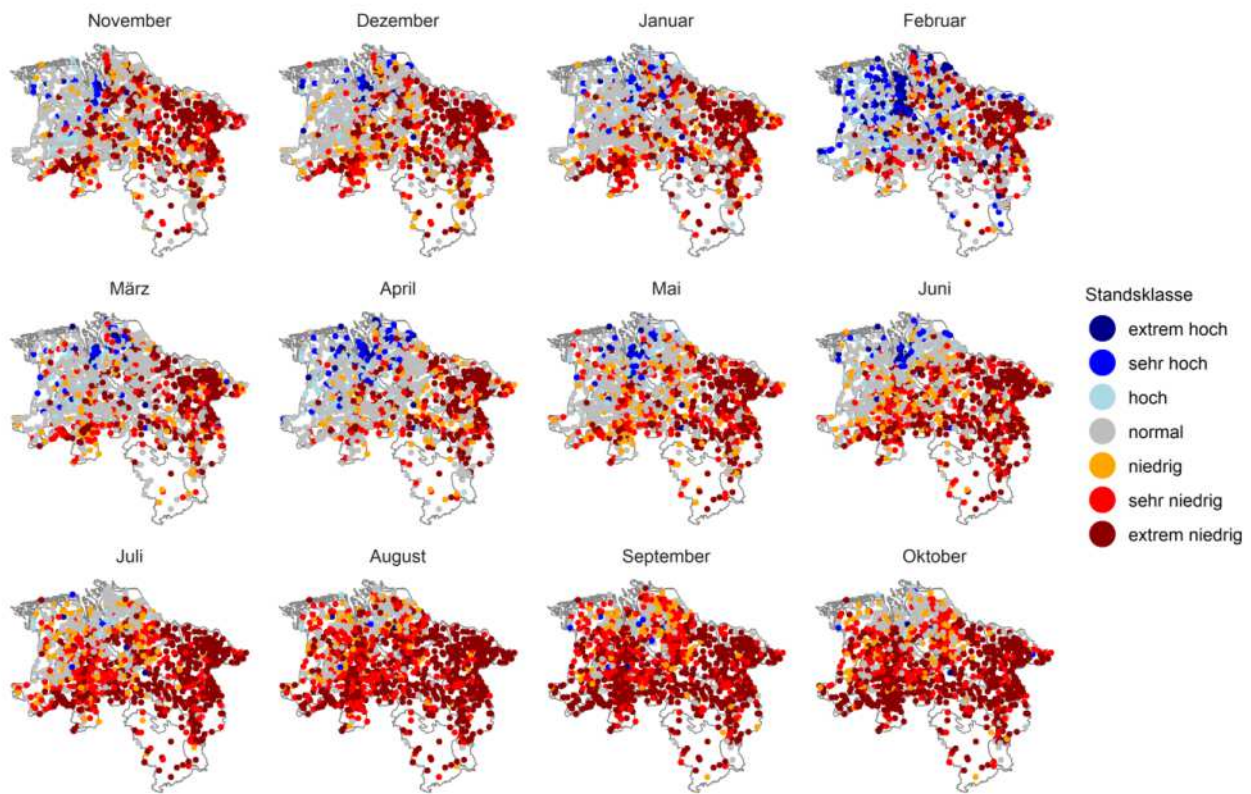 November
Dezember
Januar
Februar
März
April
Mai
Juni
Standsklasse
extrem hoch
sehr hoch
hoch
normal
niedrig
sehr niedrig
extrem niedrig
Juli
August
September
Oktober